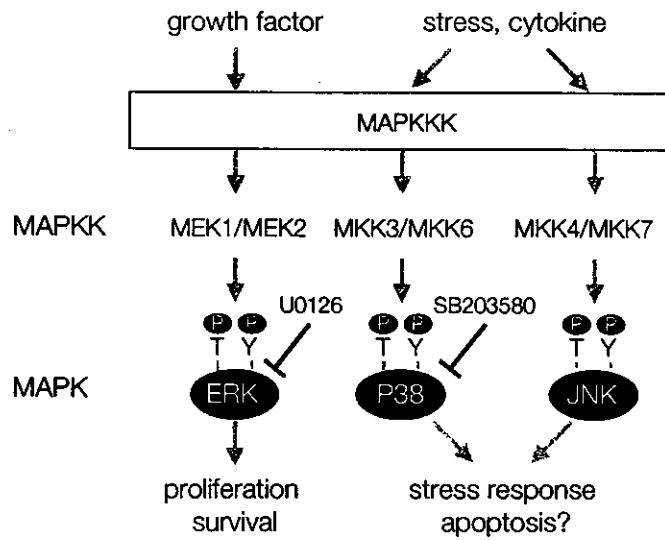 growth factor stress, cytokine
MAPKKK
MAPKK MEK1/MEK2 MKK3/MKK6 MKK4/MKK7
U0126 SB203580
P P P P P P
T Y T Y T Y
MAPK ERK P38 JNK
proliferation stress response
survival apoptosis?